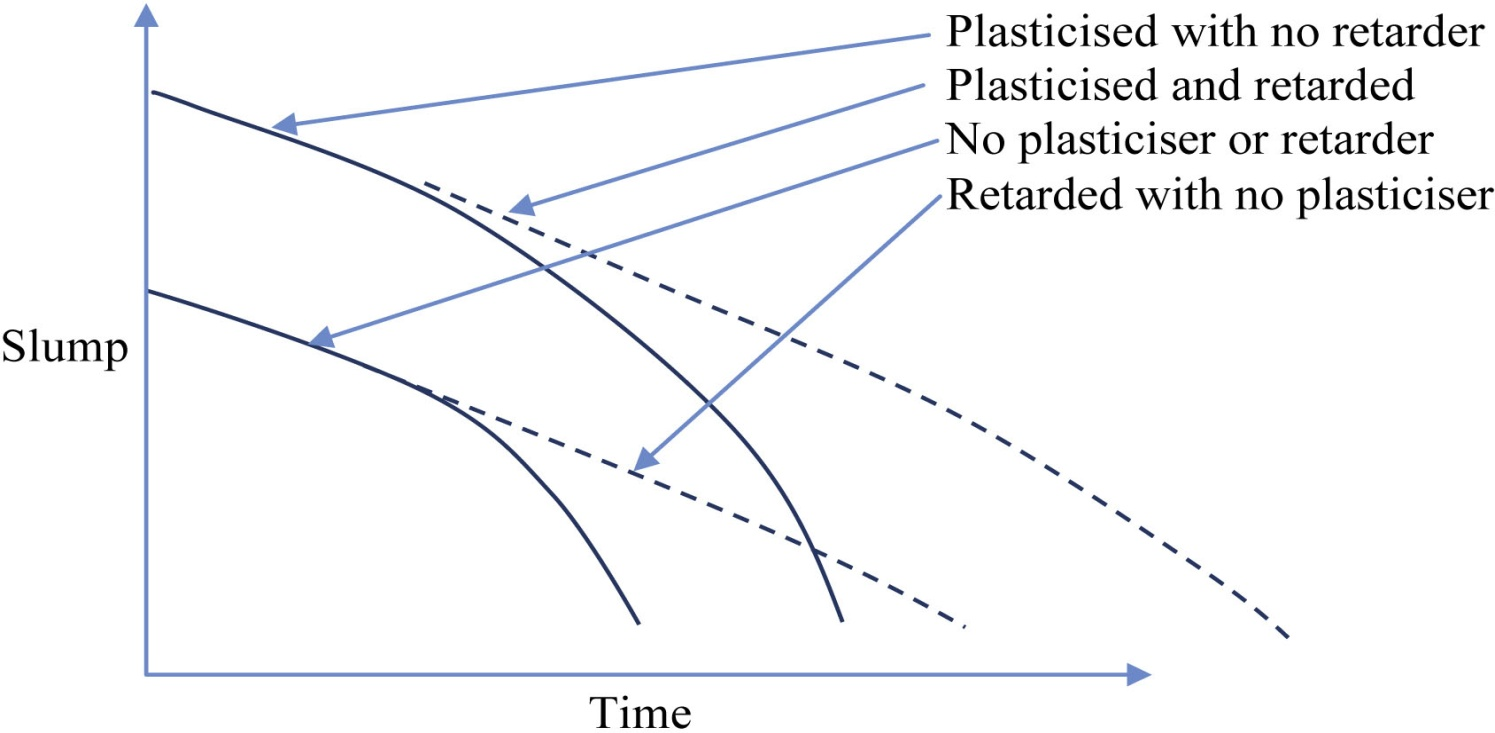 Plasticised with no retarder
Plasticised and retarded
No plasticiser or retarder
Retarded with no plasticiser
Slump
Time